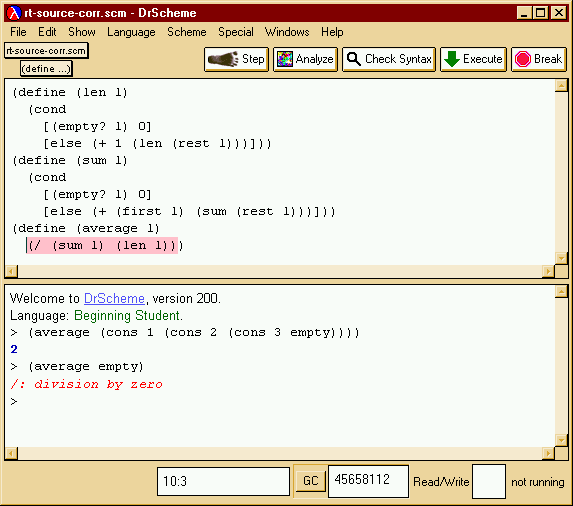 rt-source-corr.scm - DrScheme
File Edit Show Language Scheme Special Windows Help
rt-source-corr.scm
(define ...)
Step Analyze Check Syntax Execute Break
(define (len l)
  (cond
    [(empty? l) 0]
    [else (+ 1 (len (rest l)))]))
(define (sum l)
  (cond
    [(empty? l) 0]
    [else (+ (first l) (sum (rest l)))]))
(define (average l)
  (/ (sum l) (len l)))
Welcome to DrScheme, version 200.
Language: Beginning Student.
> (average (cons 1 (cons 2 (cons 3 empty))))
2
> (average empty)
/: division by zero
>
10:3 GC 45658112 Read/Write not running